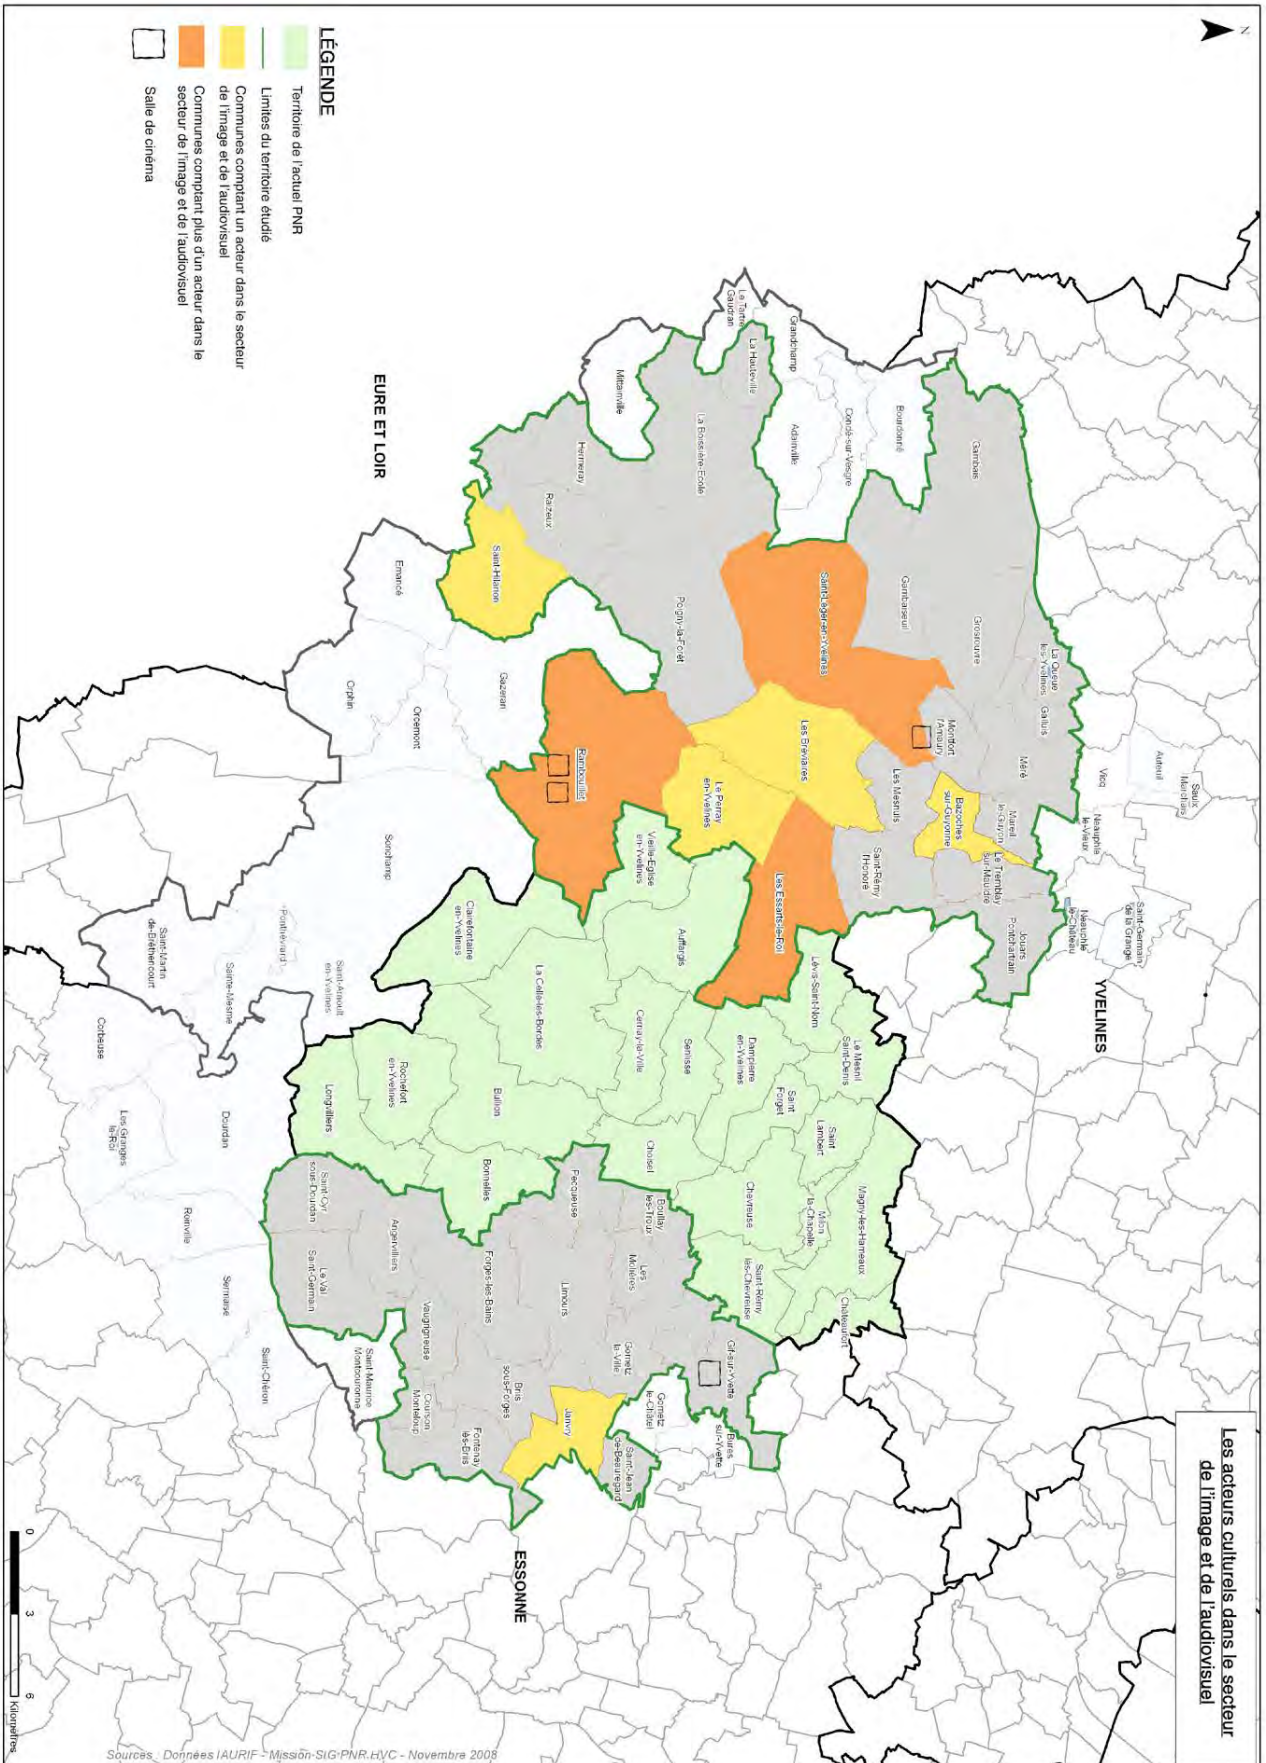 Les acteurs culturels dans le secteur
de l'image et de l'audiovisuel
N
LÉGENDE
Territoire de l'actuel PNR
Limites du territoire étudié
Communes comptant un acteur dans le secteur
de l'image et de l'audiovisuel
Communes comptant plus d'un acteur dans le
secteur de l'image et de l'audiovisuel
Salle de cinéma
YVELINES
EURE ET LOIR
ESSONNE
Saulx
Marchais
Auteuil
Vicq
Neauphle
le-Vieux
Saint-Germain
de la Grange
Neauphle
le-Château
Jouars
Pontchartrain
La Queue
les-Yvelines
Galluis
Méré
Mareil
le-Guyon
Le Tremblay
sur-Mauldre
Bazoches
sur-Guyonne
Gambais
Grosrouvre
Montfort
l'Amaury
Bourdonné
Gambaiseuil
Les Mesnuls
Saint-Rémy
l'Honoré
Condé-sur-Vesgre
Grandchamp
Adainville
Le Tartre
Gaudran
La Hauteville
Saint-Léger-en-Yvelines
Les Bréviaires
Les Essarts-le-Roi
Le Perray
en-Yvelines
La Boissière-Ecole
Mittainville
Poigny-la-Forêt
Hermeray
Raizeux
Saint-Hilarion
Rambouillet
Vieille-Eglise
en-Yvelines
Auffargis
Lévis-Saint-Nom
Le Mesnil
Saint-Denis
Dampierre
en-Yvelines
Saint
Forget
Saint
Lambert
Milon
la-Chapelle
Magny-les-Hameaux
Châteaufort
Chevreuse
Saint-Rémy
lès-Chevreuse
Senlisse
Cernay-la-Ville
Choisel
La Celle-les-Bordes
Clairefontaine
en-Yvelines
Bullion
Bonnelles
Rochefort
en-Yvelines
Longvilliers
Emancé
Gazeran
Orphin
Orcemont
Sonchamp
Ponthévrard
Saint-Arnoult
en-Yvelines
Sainte-Mesme
Saint-Martin
de-Bréthencourt
Corbeuse
Les Granges
le-Roi
Dourdan
Roinville
Sermaise
Saint-Chéron
Saint-Cyr
sous-Dourdan
Le Val
Saint-Germain
Angervilliers
Pecqueuse
Boullay
les-Troux
Les
Molières
Limours
Forges-les-Bains
Vaugrigneuse
Saint-Maurice
Montcouronne
Courson
Monteloup
Briis
sous-Forges
Fontenay
lès-Briis
Gometz
la-Ville
Gif-sur-Yvette
Gometz
le-Châtel
Bures
sur-Yvette
Janvry
Saint-Jean
de-Beauregard
0
3
6
Kilomètres
Sources : Données IAURIF - Mission SIG PNR HVC - Novembre 2008